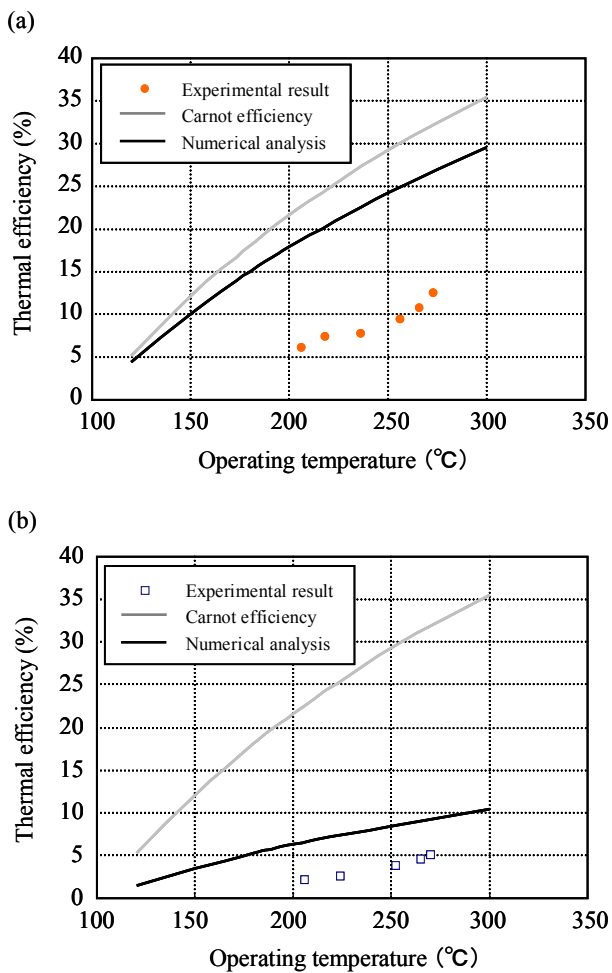 (a)
40
35
30
25
20
15
10
5
0
Thermal efficiency (%)
Experimental result
Carnot efficiency
Numerical analysis
100 150 200 250 300 350
Operating temperature (℃)
(b)
40
35
30
25
20
15
10
5
0
Thermal efficiency (%)
Experimental result
Carnot efficiency
Numerical analysis
100 150 200 250 300 350
Operating temperature (℃)